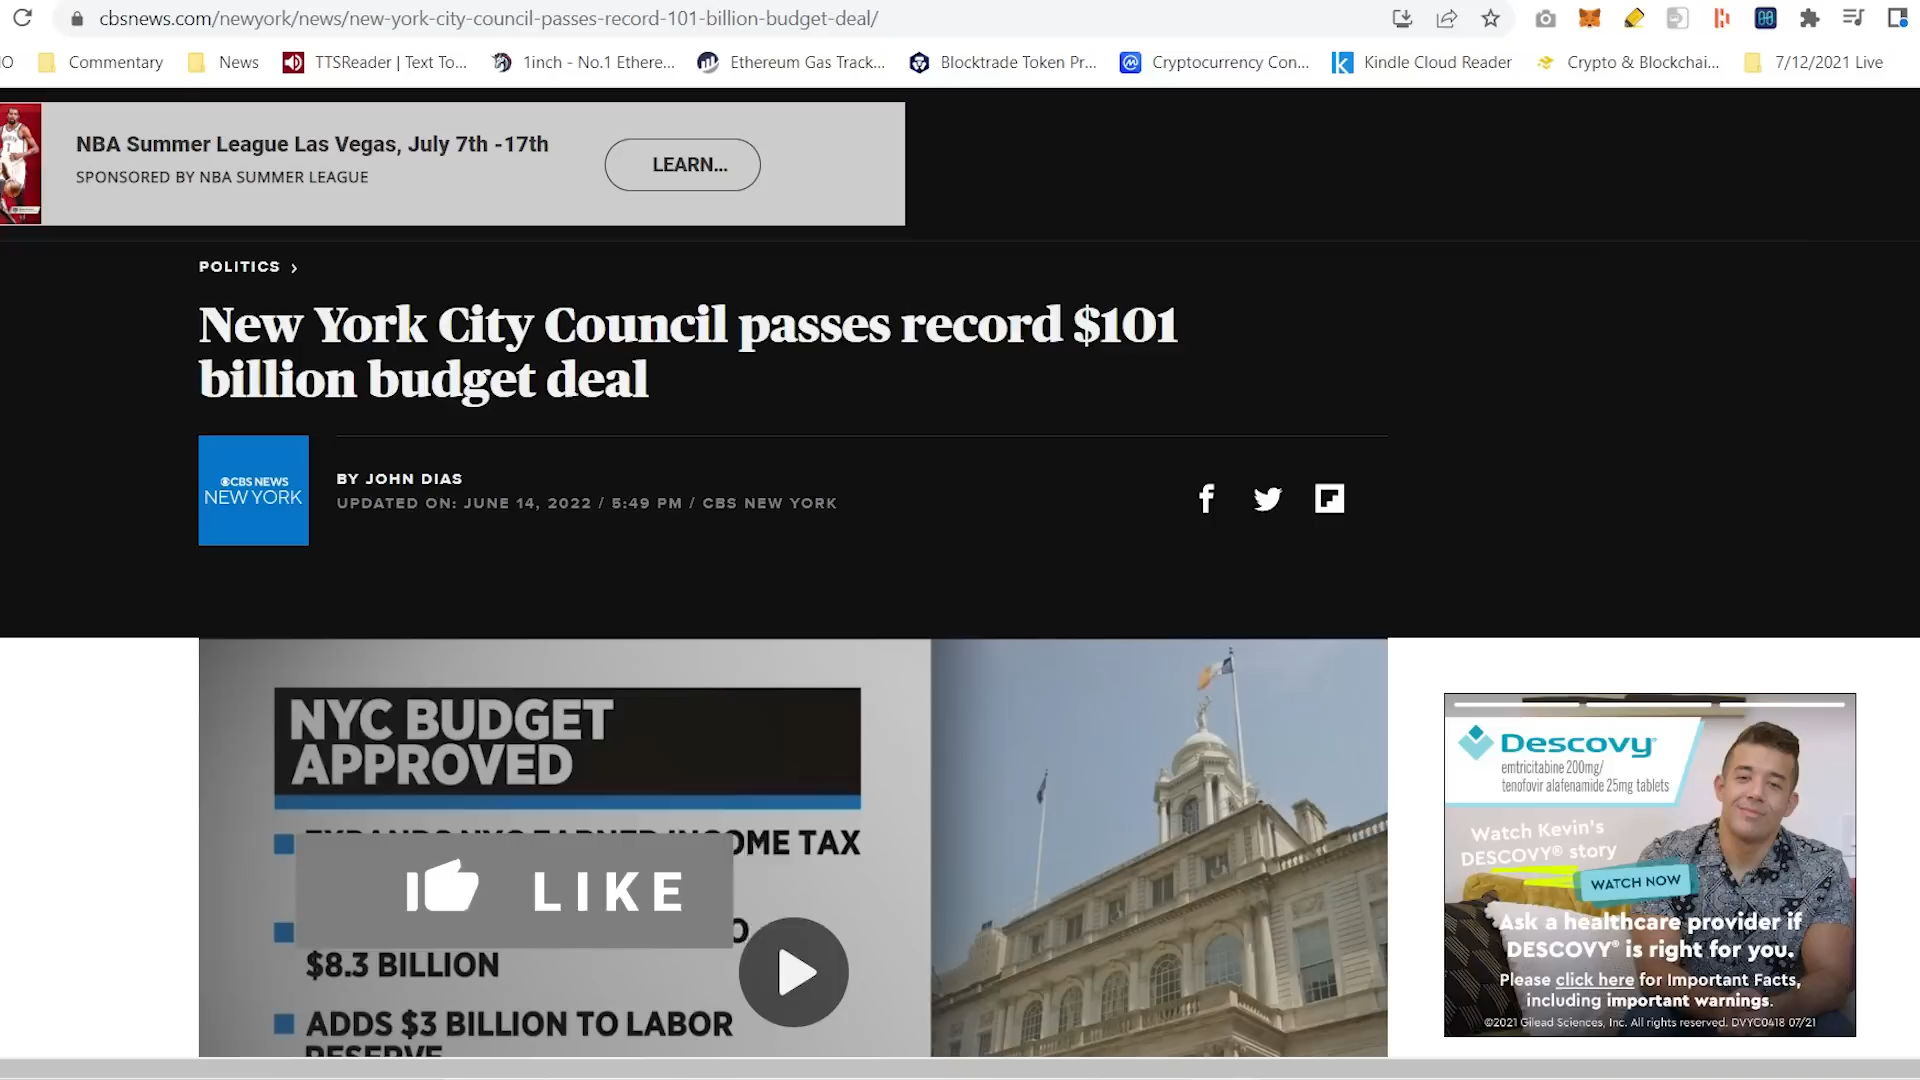 cbsnews.com/newyork/news/new-york-city-council-passes-record-101-billion-budget-deal/
O Commentary News TTSReader | Text To... 1inch - No.1 Ethere... Ethereum Gas Track... Blocktrade Token Pr... Cryptocurrency Con... Kindle Cloud Reader Crypto & Blockchai... 7/12/2021 Live
NBA Summer League Las Vegas, July 7th -17th
SPONSORED BY NBA SUMMER LEAGUE
LEARN...
POLITICS
New York City Council passes record $101
billion budget deal
CBS NEWS
NEW YORK
BY JOHN DIAS
UPDATED ON: JUNE 14, 2022 / 5:49 PM / CBS NEW YORK
NYC BUDGET
APPROVED
EXPANDS NYC EARNED INCOME TAX
LIKE
$8.3 BILLION
ADDS $3 BILLION TO LABOR
RESERVE
Descovy®
emtricitabine 200mg/
tenofovir alafenamide 25mg tablets
Watch Kevin's
DESCOVY® story
WATCH NOW
Ask a healthcare provider if
DESCOVY® is right for you.
Please click here for Important Facts,
including important warnings.
©2021 Gilead Sciences, Inc. All rights reserved. DVYC0418 07/21